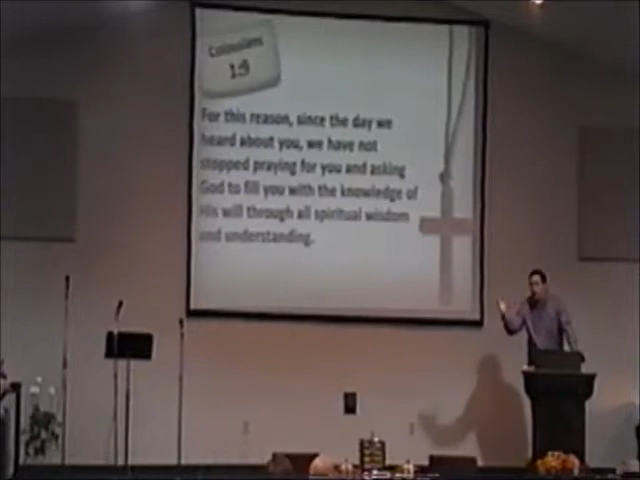 Colossians
1:9
For this reason, since the day we
heard about you, we have not
stopped praying for you and asking
God to fill you with the knowledge of
His will through all spiritual wisdom
and understanding.